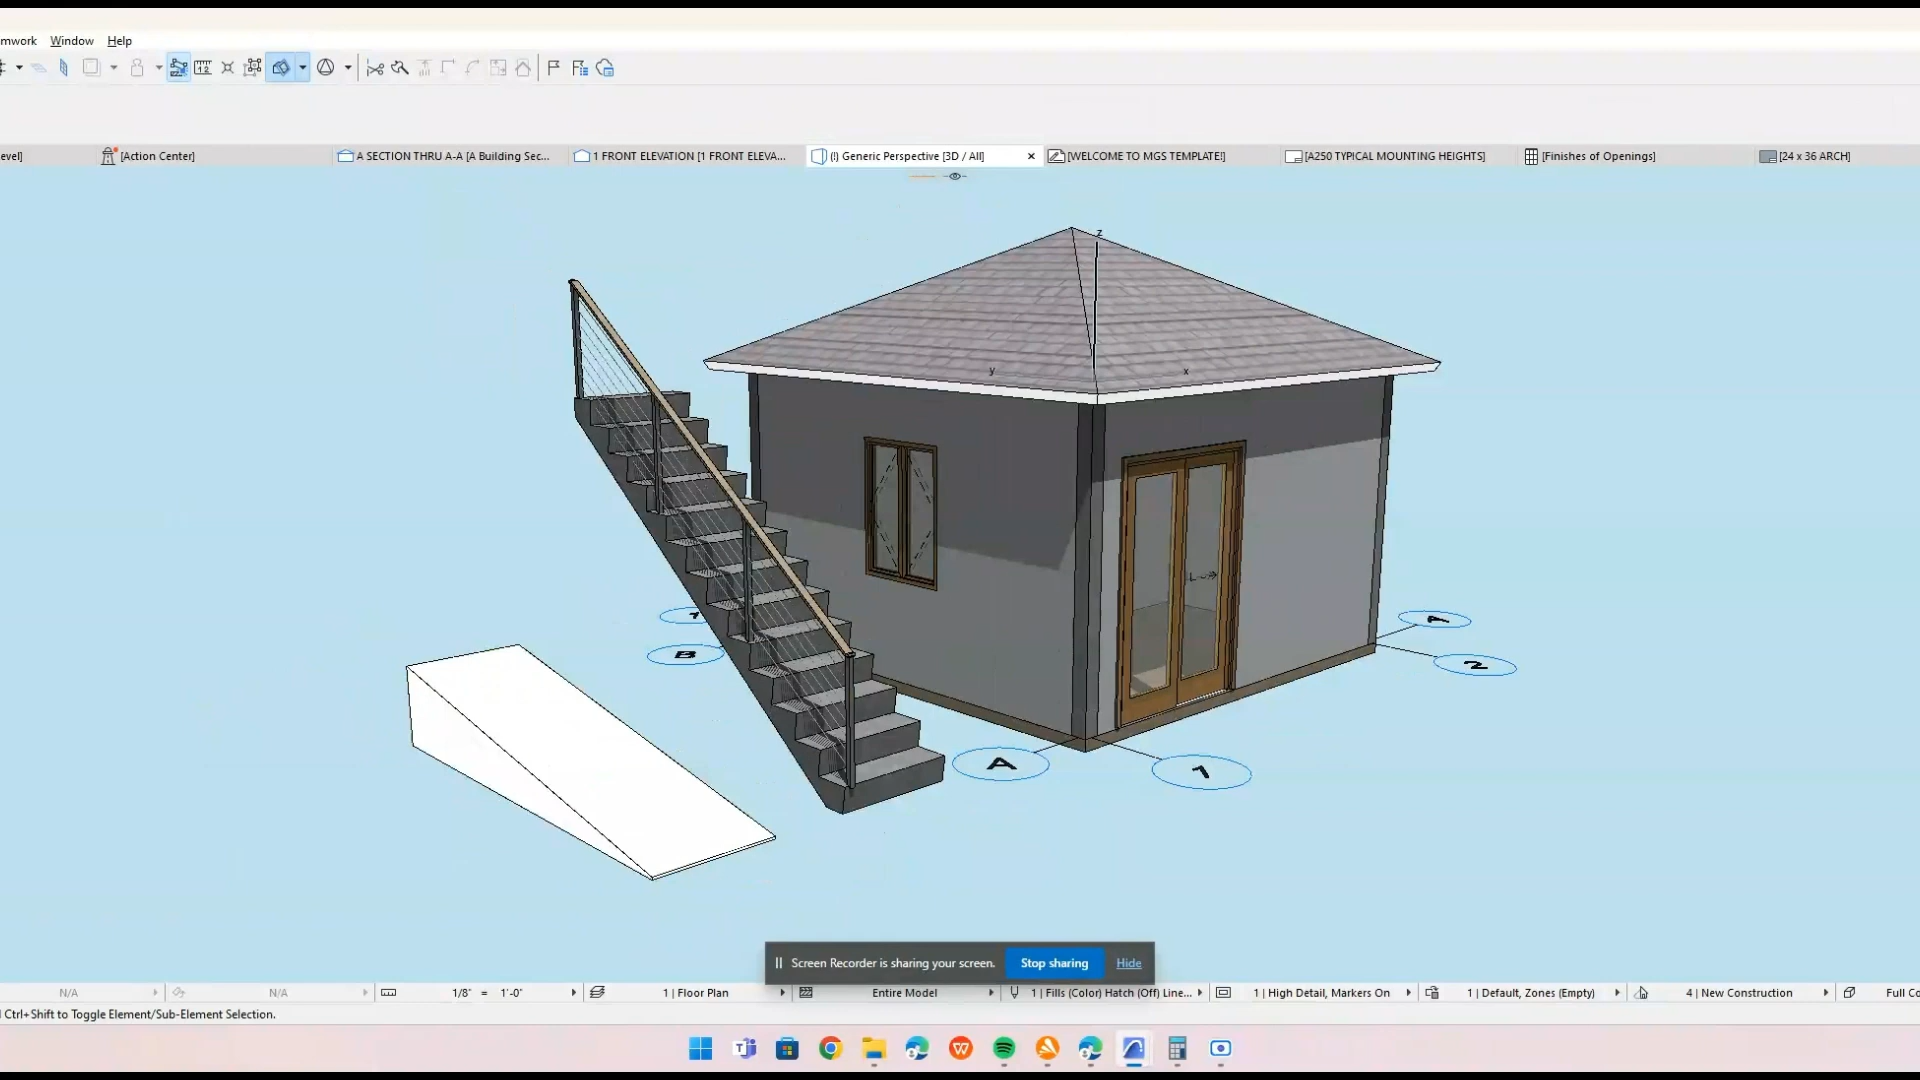 mwork Window Help
evel] [Action Center] A SECTION THRU A-A [A Building Sec... 1 FRONT ELEVATION [1 FRONT ELEVA... (!) Generic Perspective [3D / All] [WELCOME TO MGS TEMPLATE!] [A250 TYPICAL MOUNTING HEIGHTS] [Finishes of Openings] [24 x 36 ARCH]
z
y x
A
B
2
A
1
Screen Recorder is sharing your screen. Stop sharing Hide
N/A N/A 1/8" = 1'-0" 1 | Floor Plan Entire Model 1 | Fills (Color) Hatch (Off) Line... 1 | High Detail, Markers On 1 | Default, Zones (Empty) 4 | New Construction Full Co
Ctrl+Shift to Toggle Element/Sub-Element Selection.